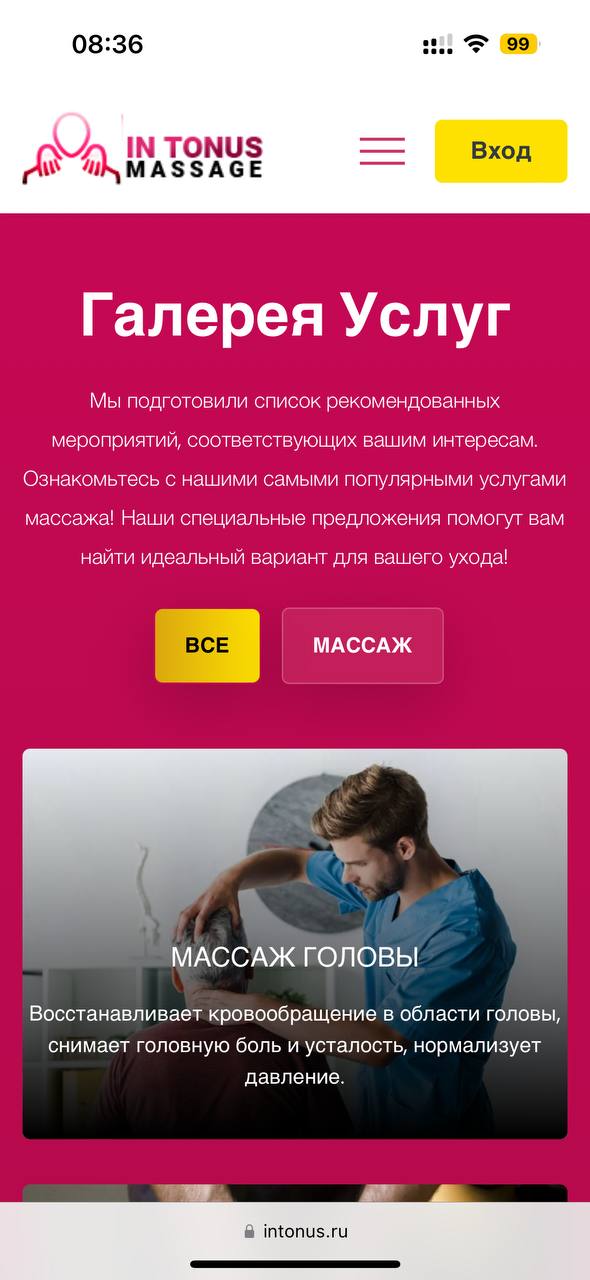 08:36
99
IN TONUS
MASSAGE
Вход
Галерея Услуг
Мы подготовили список рекомендованных
мероприятий, соответствующих вашим интересам.
Ознакомьтесь с нашими самыми популярными услугами
массажа! Наши специальные предложения помогут вам
найти идеальный вариант для вашего ухода!
ВСЕ
МАССАЖ
МАССАЖ ГОЛОВЫ
Восстанавливает кровообращение в области головы,
снимает головную боль и усталость, нормализует
давление.
intonus.ru